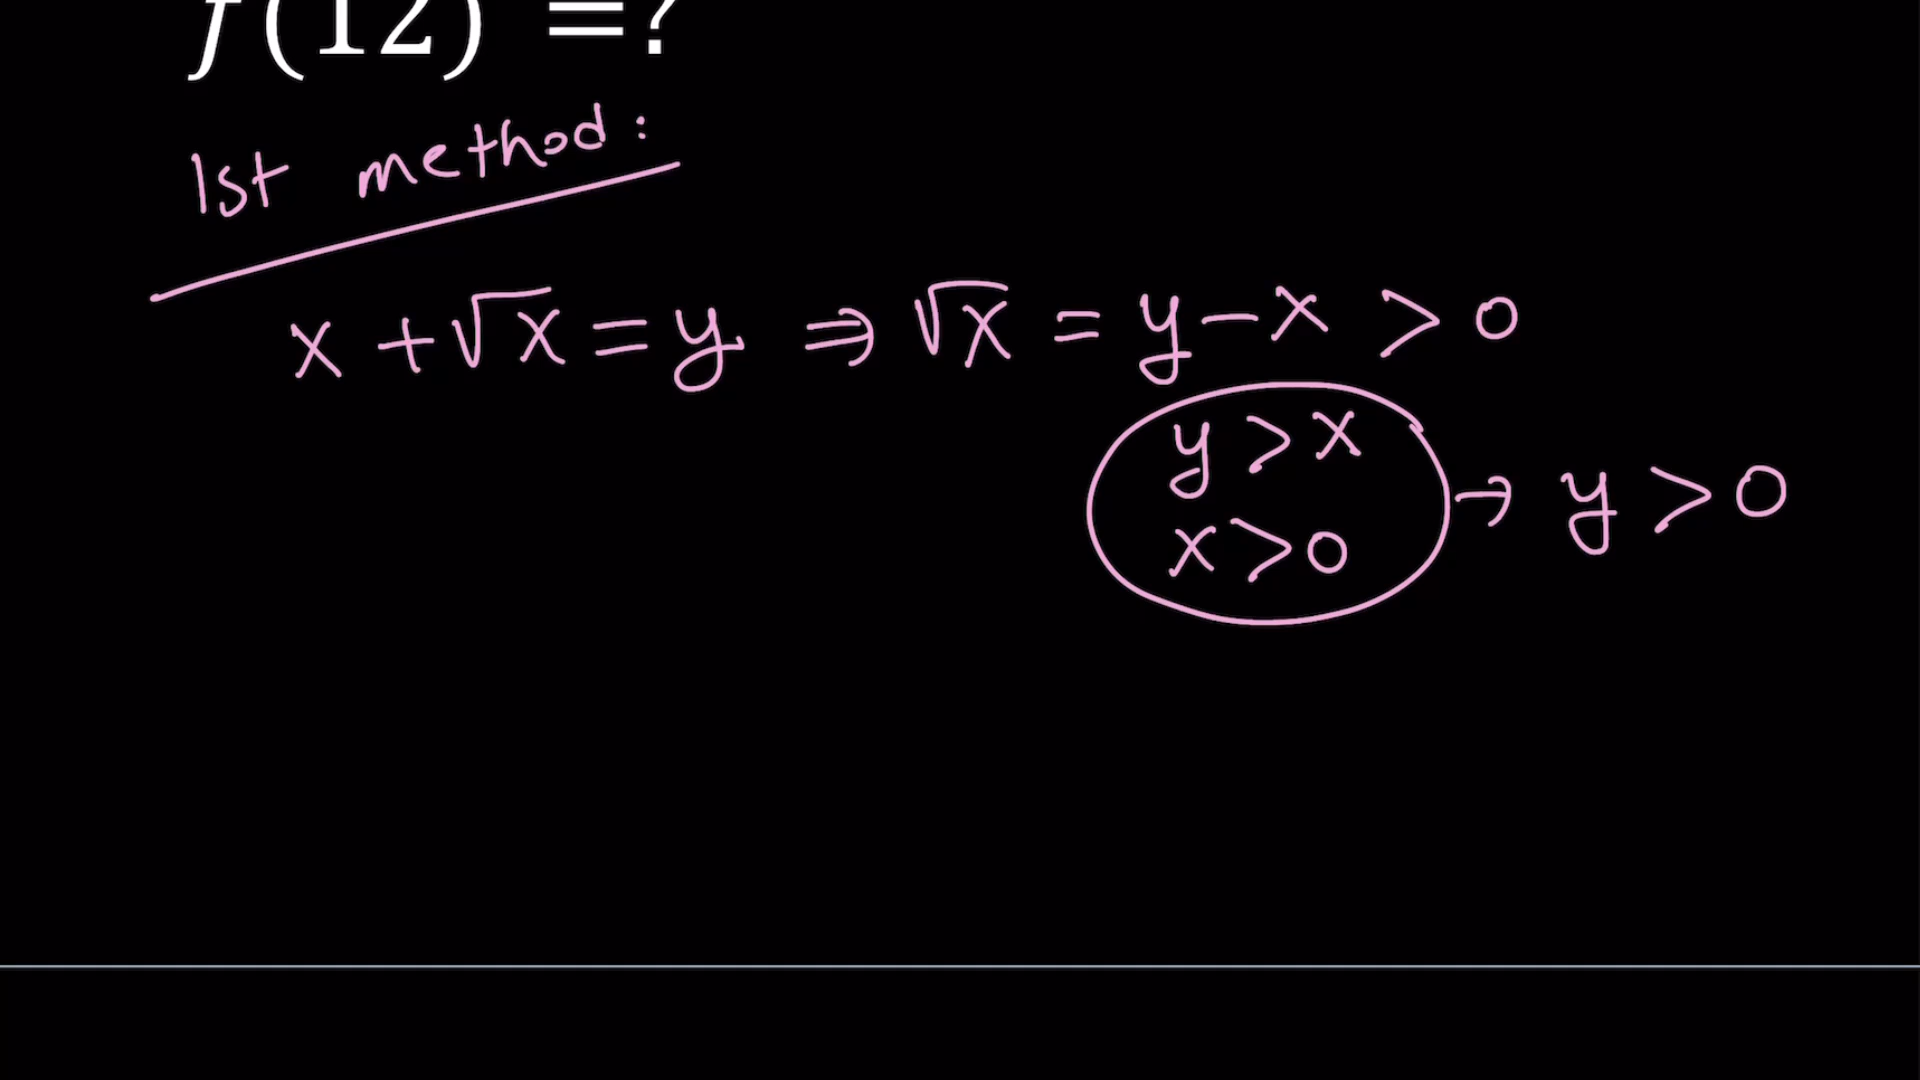 f(12) =?
1st method:
x + √x = y ⇒ √x = y − x > 0
y > x
x > 0
→ y > 0